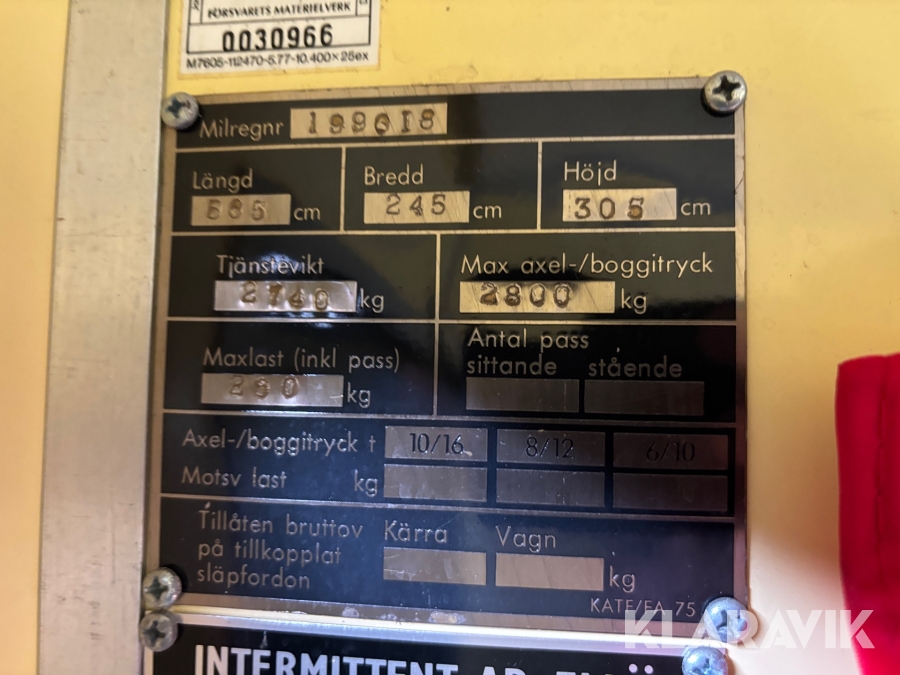 FÖRSVARETS MATERIELVERK
0030966
M7605-112470-5.77-10.400×25ex
Milregnr 199618
Längd Bredd Höjd
565 cm 245 cm 305 cm
Tjänstevikt Max axel-/boggitryck
2740 kg 2800 kg
Maxlast (inkl pass) Antal pass
sittande stående
kg
Axel-/boggitryck t 10/16 8/12 6/10
Motsv last kg
Tillåten bruttov Kärra Vagn
på tillkopplat
släpfordon kg
KATF/FA 75
KLARAVIK
INTERMITTENT